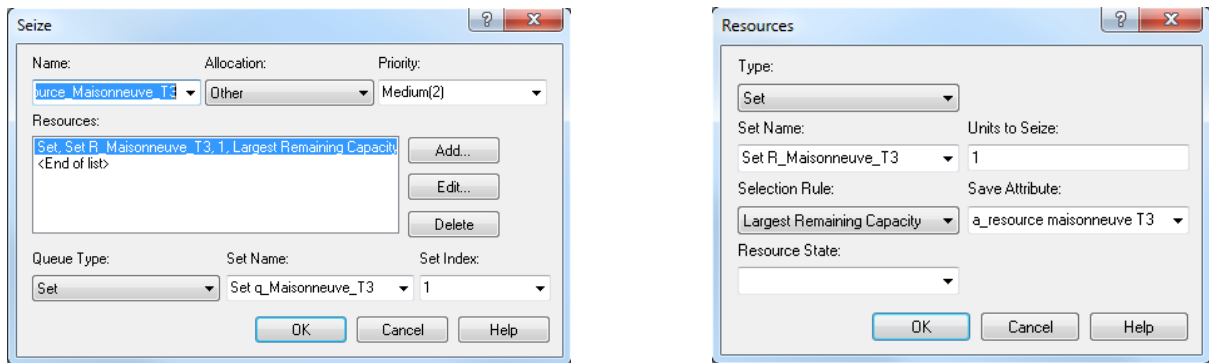 Seize
?
X
Name:
Allocation:
Priority:
ource_Maisonneuve_T3
Other
Medium(2)
Resources:
Set, Set R_Maisonneuve_T3, 1, Largest Remaining Capacity
<End of list>
Add...
Edit...
Delete
Queue Type:
Set Name:
Set Index:
Set
Set q_Maisonneuve_T3
1
OK
Cancel
Help
Resources
?
X
Type:
Set
Set Name:
Units to Seize:
Set R_Maisonneuve_T3
1
Selection Rule:
Save Attribute:
Largest Remaining Capacity
a_resource maisonneuve T3
Resource State:
OK
Cancel
Help